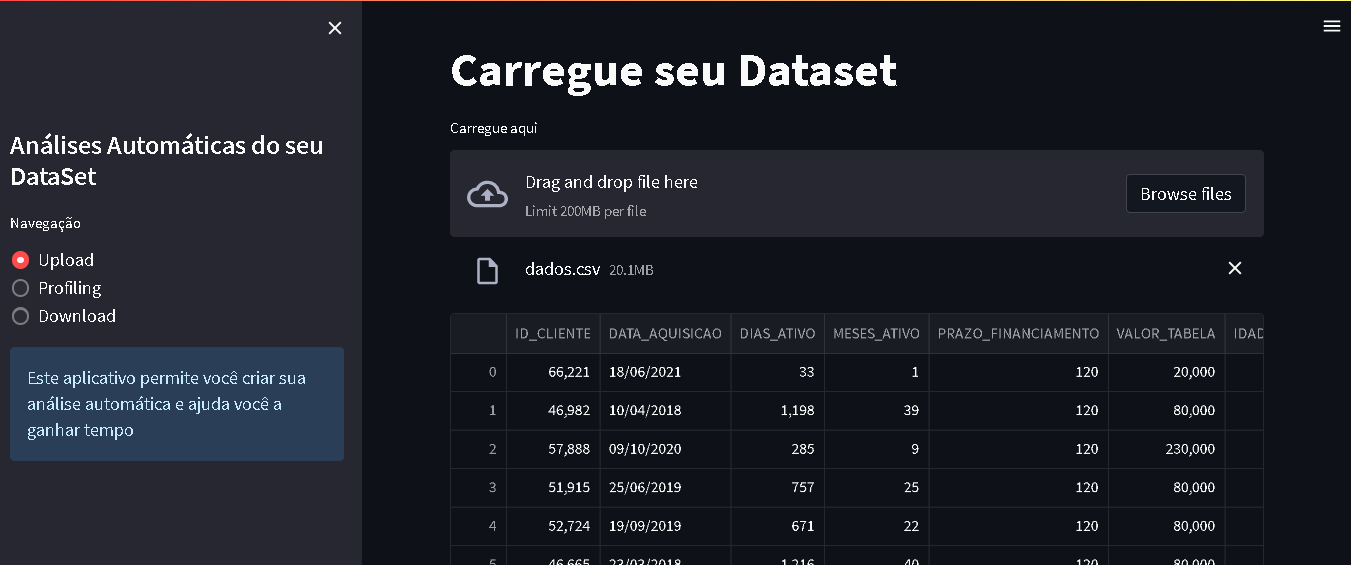 Análises Automáticas do seu
DataSet
Navegação
Upload
Profiling
Download
Este aplicativo permite você criar sua
análise automática e ajuda você a
ganhar tempo
Carregue seu Dataset
Carregue aqui
Drag and drop file here
Limit 200MB per file
Browse files
dados.csv 20.1MB
ID_CLIENTE DATA_AQUISICAO DIAS_ATIVO MESES_ATIVO PRAZO_FINANCIAMENTO VALOR_TABELA IDAD
0 66,221 18/06/2021 33 1 120 20,000
1 46,982 10/04/2018 1,198 39 120 80,000
2 57,888 09/10/2020 285 9 120 230,000
3 51,915 25/06/2019 757 25 120 80,000
4 52,724 19/09/2019 671 22 120 80,000
5 46,665 23/03/2018 1,216 40 120 80,000